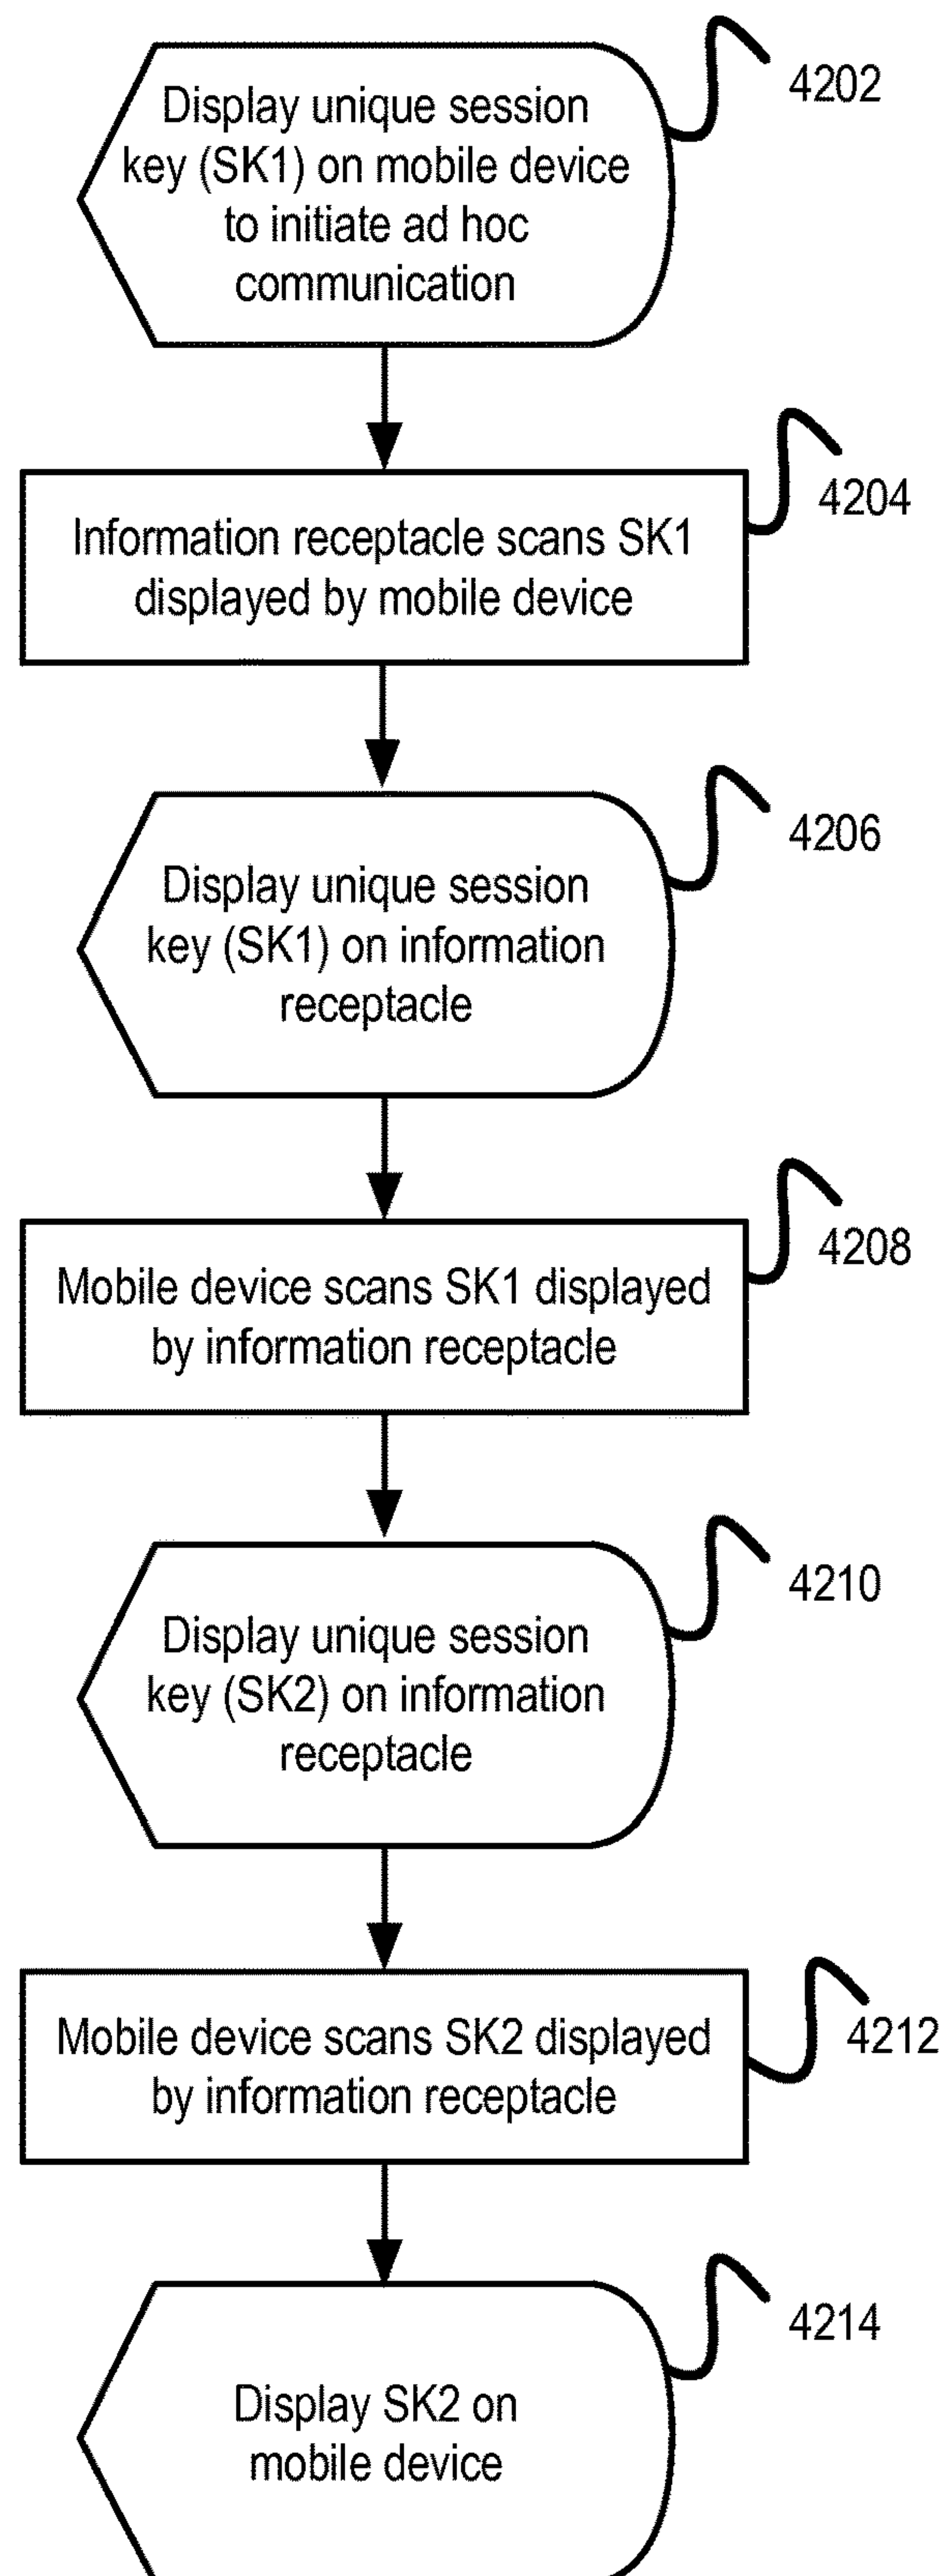 Display unique session
key (SK1) on mobile device
to initiate ad hoc
communication
4202
Information receptacle scans SK1
displayed by mobile device
4204
Display unique session
key (SK1) on information
receptacle
4206
Mobile device scans SK1 displayed
by information receptacle
4208
Display unique session
key (SK2) on information
receptacle
4210
Mobile device scans SK2 displayed
by information receptacle
4212
Display SK2 on
mobile device
4214